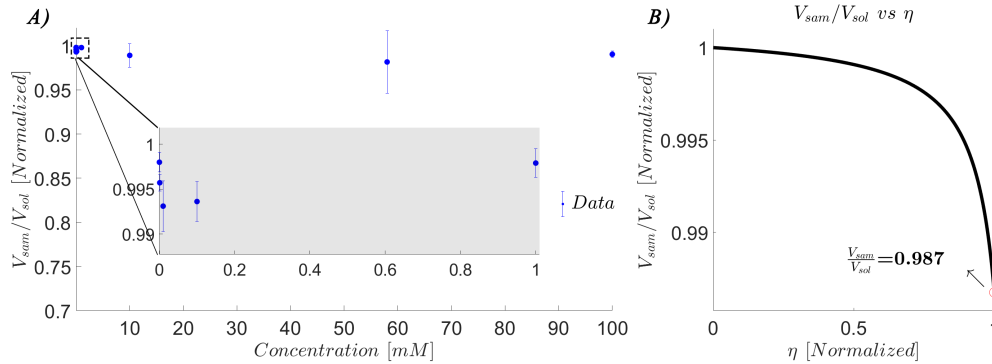 A)
V_sam/V_sol [Normalized]
1
0.95
0.9
0.85
0.8
0.75
0.7
10 20 30 40 50 60 70 80 90 100
Concentration [mM]
1
0.995
0.99
0 0.2 0.4 0.6 0.8 1
Data
B)
V_sam/V_sol vs η
V_sam/V_sol [Normalized]
1
0.995
0.99
V_sam/V_sol=0.987
0 0.5 1
η [Normalized]